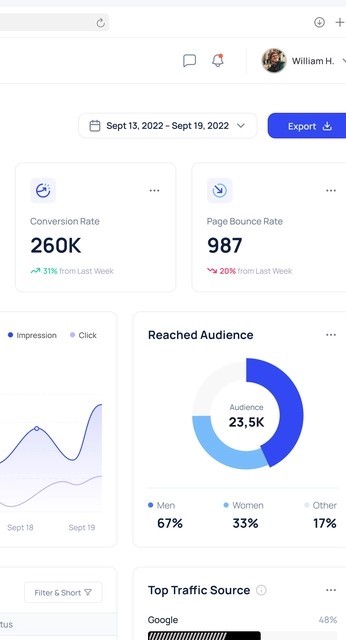 William H.
Sept 13, 2022 – Sept 19, 2022
Export
Conversion Rate
260K
31% from Last Week
Page Bounce Rate
987
20% from Last Week
Impression
Click
Sept 18
Sept 19
Reached Audience
Audience
23,5K
Men
67%
Women
33%
Other
17%
Filter & Short
tus
Top Traffic Source
Google
48%